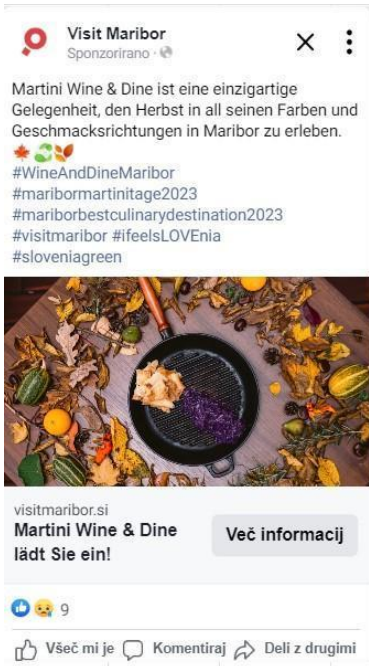 Visit Maribor
Sponzorirano ·
Martini Wine & Dine ist eine einzigartige
Gelegenheit, den Herbst in all seinen Farben und
Geschmacksrichtungen in Maribor zu erleben.
#WineAndDineMaribor
#maribormartinitage2023
#mariborbestculinarydestination2023
#visitmaribor #ifeelsLOVEnia
#sloveniagreen
visitmaribor.si
Martini Wine & Dine
lädt Sie ein!
Več informacij
9
Všeč mi je Komentiraj Deli z drugimi